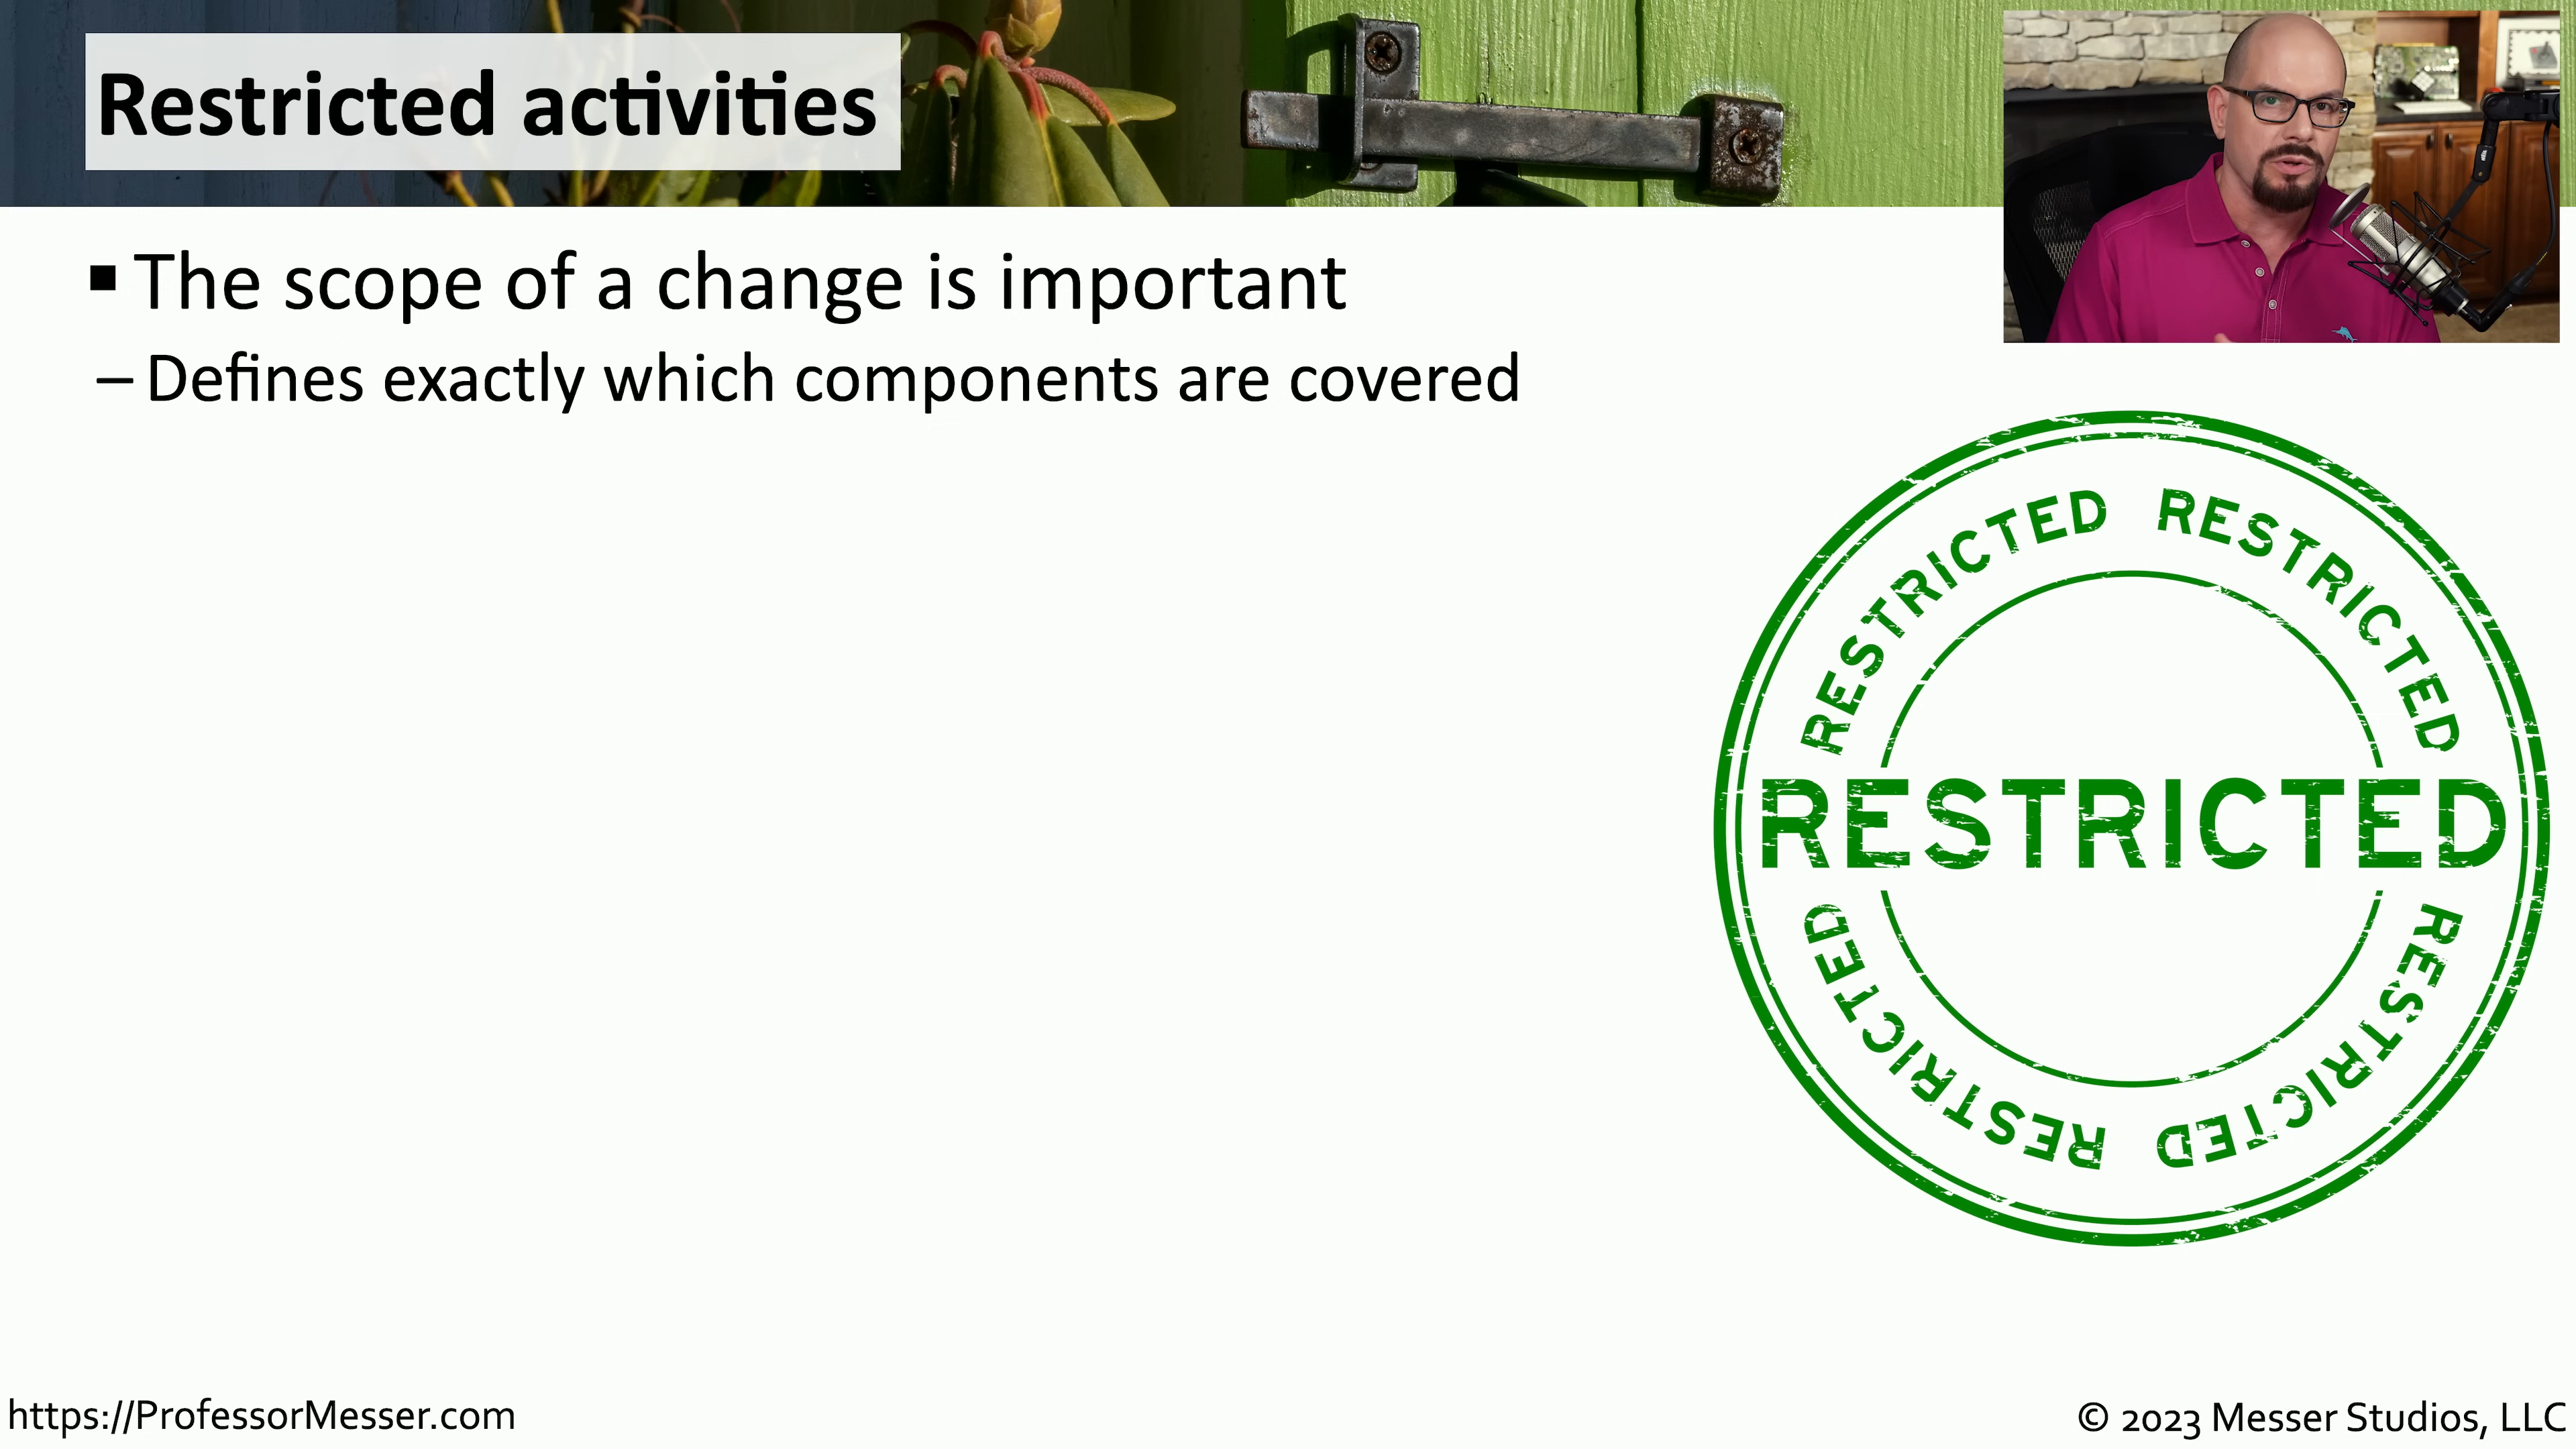 Restricted activities
▪ The scope of a change is important
– Defines exactly which components are covered
RESTRICTED RESTRICTED
RESTRICTED
RESTRICTED RESTRICTED
https://ProfessorMesser.com
© 2023 Messer Studios, LLC